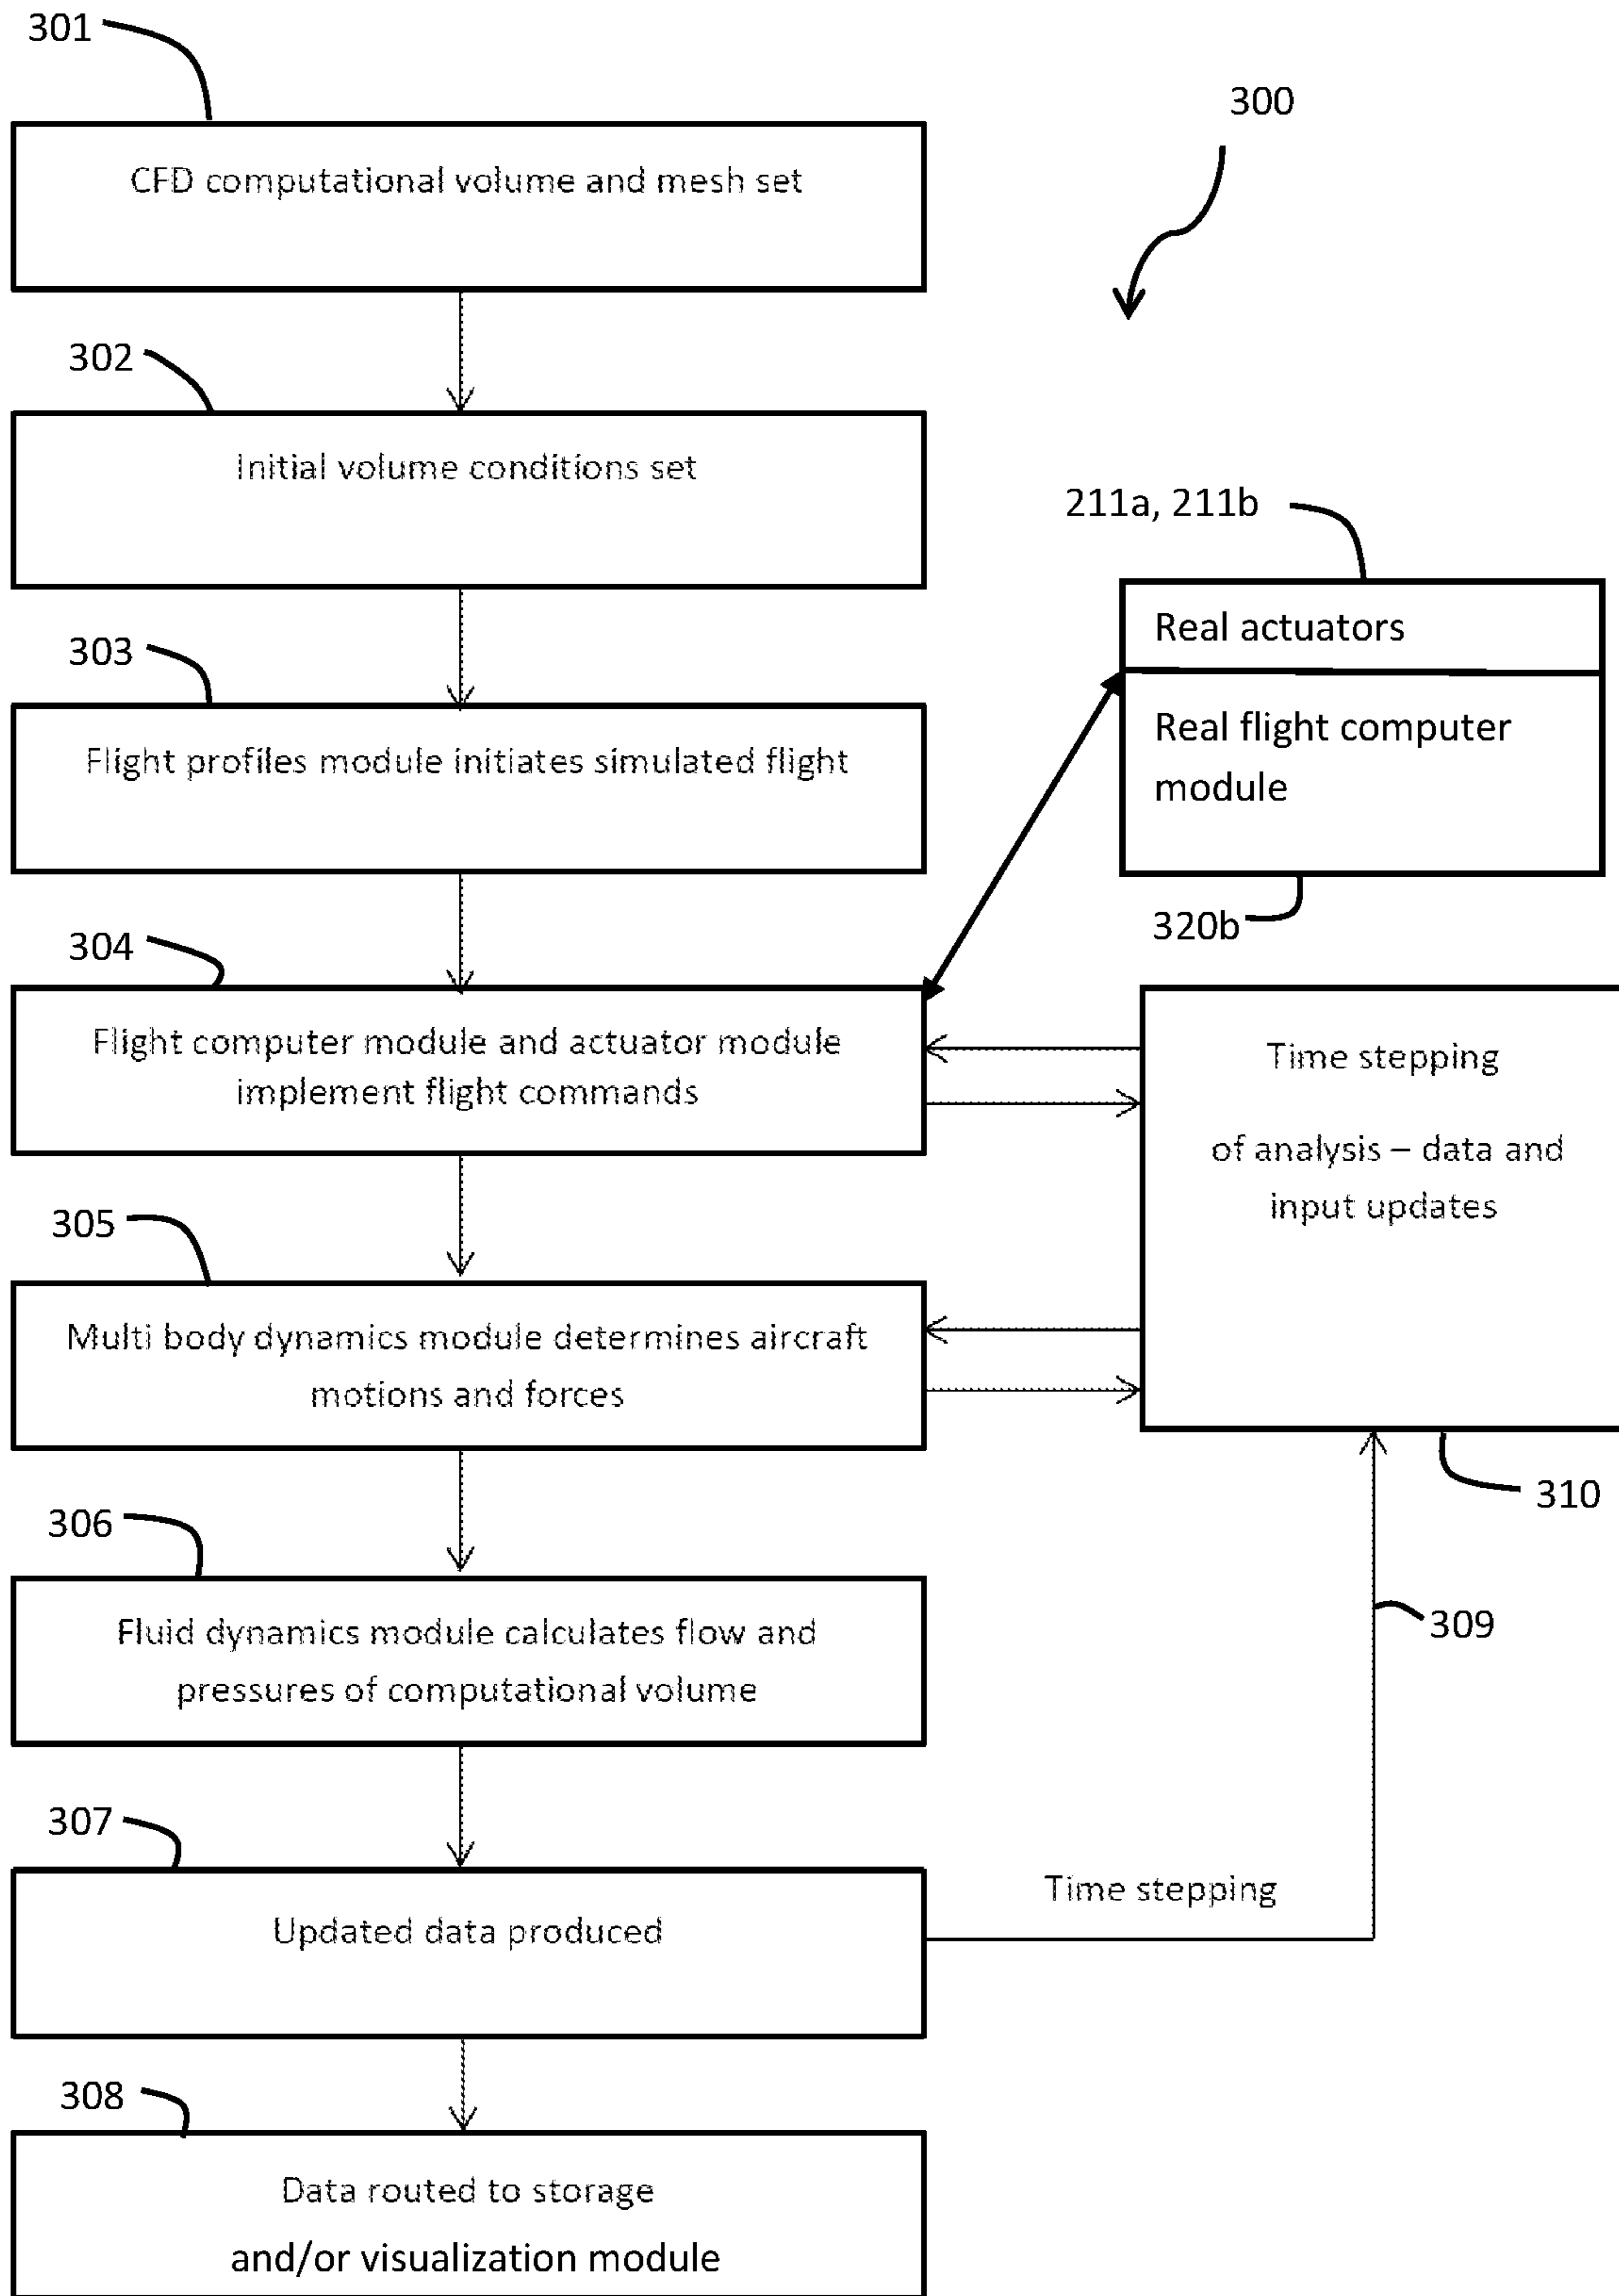 301
CFD computational volume and mesh set
300
302
Initial volume conditions set
211a, 211b
Real actuators
Real flight computer
module
320b
303
Flight profiles module initiates simulated flight
304
Flight computer module and actuator module
implement flight commands
Time stepping
of analysis – data and
input updates
310
305
Multi body dynamics module determines aircraft
motions and forces
306
Fluid dynamics module calculates flow and
pressures of computational volume
309
307
Updated data produced
Time stepping
308
Data routed to storage
and/or visualization module